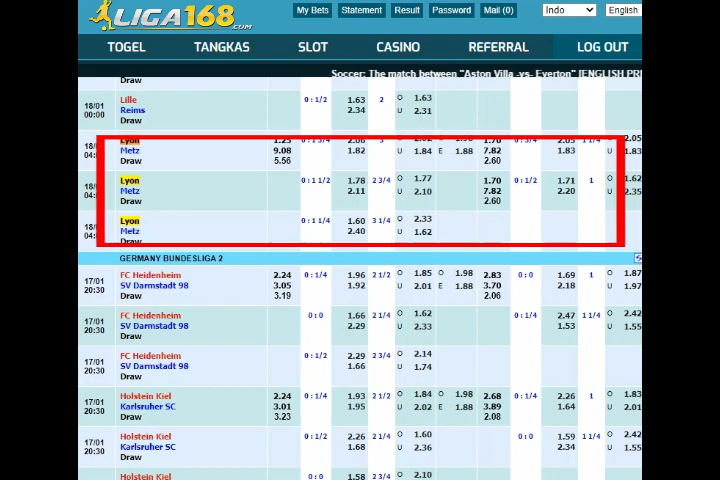 LIGA168.COM
My Bets Statement Result Password Mail (0) Indo English
TOGEL TANGKAS SLOT CASINO REFERRAL LOG OUT
Soccer: The match between "Aston Villa -vs- Everton" [ENGLISH PRE
Draw
18/01 Lille 0 : 1/2 1.63 2 O 1.63
00:00 Reims 2.34 U 2.31
Draw
Lyon
Metz 9.08 1.82 U 1.84 E 1.88 7.82 1.83 U 1.83
Draw 5.56 2.60
Lyon 0 :1 1/2 1.78 2 3/4 O 1.77 1.70 0 : 1/2 1.71 1 O 1.62
Metz 2.11 U 2.10 7.82 2.20 U 2.35
Draw 2.60
Lyon 0 :1 1/4 1.60 3 1/4 O 2.33
Metz 2.40 U 1.62
Draw
GERMANY BUNDESLIGA 2
17/01 FC Heidenheim 2.24 0 : 1/4 1.96 2 1/2 O 1.85 O 1.98 2.83 0 : 0 1.69 1 O 1.87
20:30 SV Darmstadt 98 3.05 1.92 U 2.01 E 1.88 3.70 2.18 U 1.97
Draw 3.19 2.06
17/01 FC Heidenheim 0 : 0 1.66 2 3/4 O 1.62 0 : 1/4 2.47 1 1/4 O 2.42
20:30 SV Darmstadt 98 2.29 U 2.33 1.53 U 1.55
Draw
17/01 FC Heidenheim 0 : 1/2 2.29 2 3/4 O 2.14
20:30 SV Darmstadt 98 1.66 U 1.74
Draw
17/01 Holstein Kiel 2.24 0 : 1/4 1.93 2 1/2 O 1.84 O 1.98 2.68 0 : 1/4 2.26 1 O 1.83
20:30 Karlsruher SC 3.01 1.95 U 2.02 E 1.88 3.89 1.64 U 2.01
Draw 3.23 2.08
17/01 Holstein Kiel 0 : 1/2 2.26 2 1/4 O 1.60 0 : 0 1.59 1 1/4 O 2.42
20:30 Karlsruher SC 1.68 U 2.36 2.34 U 1.55
Draw
Holstein Kiel 0 : 0 1.58 2 3/4 O 2.10